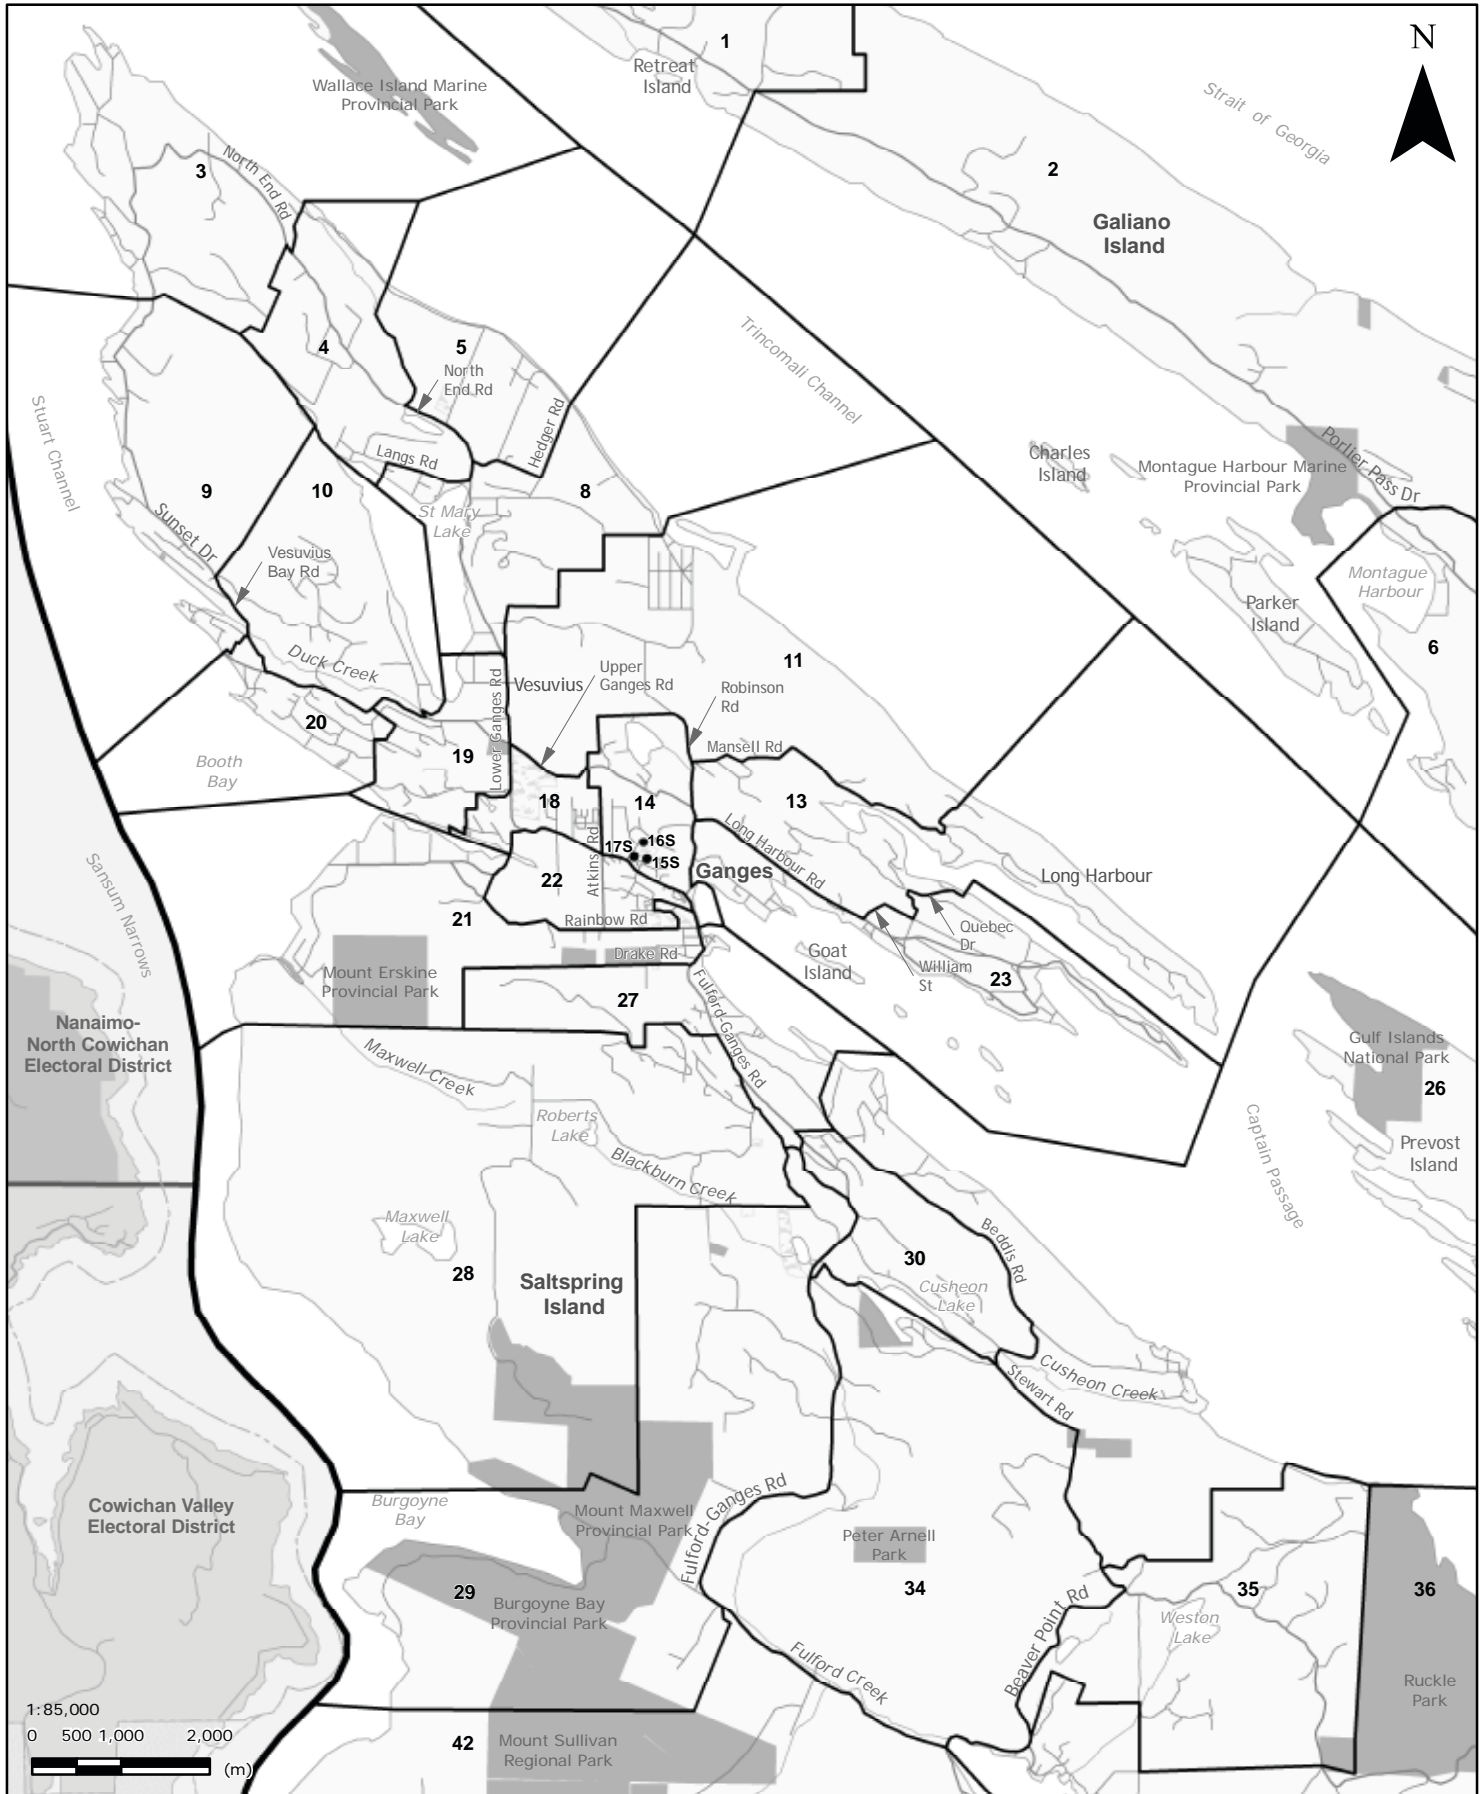 1
N
Retreat
Island
Wallace Island Marine
Provincial Park
Strait of Georgia
3
North End Rd
2
Galiano
Island
4
5
North
End Rd
Trincomali Channel
Stuart Channel
Hedger Rd
Langs Rd
Charles
Island
Porlier Pass Dr
Montague Harbour Marine
Provincial Park
9
10
8
St Mary
Lake
Sunset Dr
Vesuvius
Bay Rd
Montague
Harbour
Parker
Island
6
Duck Creek
11
Upper
Ganges Rd
Vesuvius
Robinson
Rd
Lower Ganges Rd
20
19
Mansell Rd
Booth
Bay
18
14
13
Long Harbour Rd
16S
17S
15S
Atkins Rd
Ganges
22
Long Harbour
Sansum Narrows
21
Rainbow Rd
Quebec
Dr
Drake Rd
Goat
Island
William
St
23
Mount Erskine
Provincial Park
27
Fulford-Ganges Rd
Nanaimo-
North Cowichan
Electoral District
Gulf Islands
National Park
26
Maxwell Creek
Roberts
Lake
Captain Passage
Prevost
Island
Blackburn Creek
Maxwell
Lake
Beddis Rd
30
28
Saltspring
Island
Cusheon
Lake
Cusheon Creek
Stewart Rd
Cowichan Valley
Electoral District
Burgoyne
Bay
Mount Maxwell
Provincial Park
Fulford-Ganges Rd
Peter Arnell
Park
29
34
35
36
Burgoyne Bay
Provincial Park
Beaver Point Rd
Weston
Lake
Fulford Creek
Ruckle
Park
1:85,000
0 500 1,000 2,000
(m)
42
Mount Sullivan
Regional Park